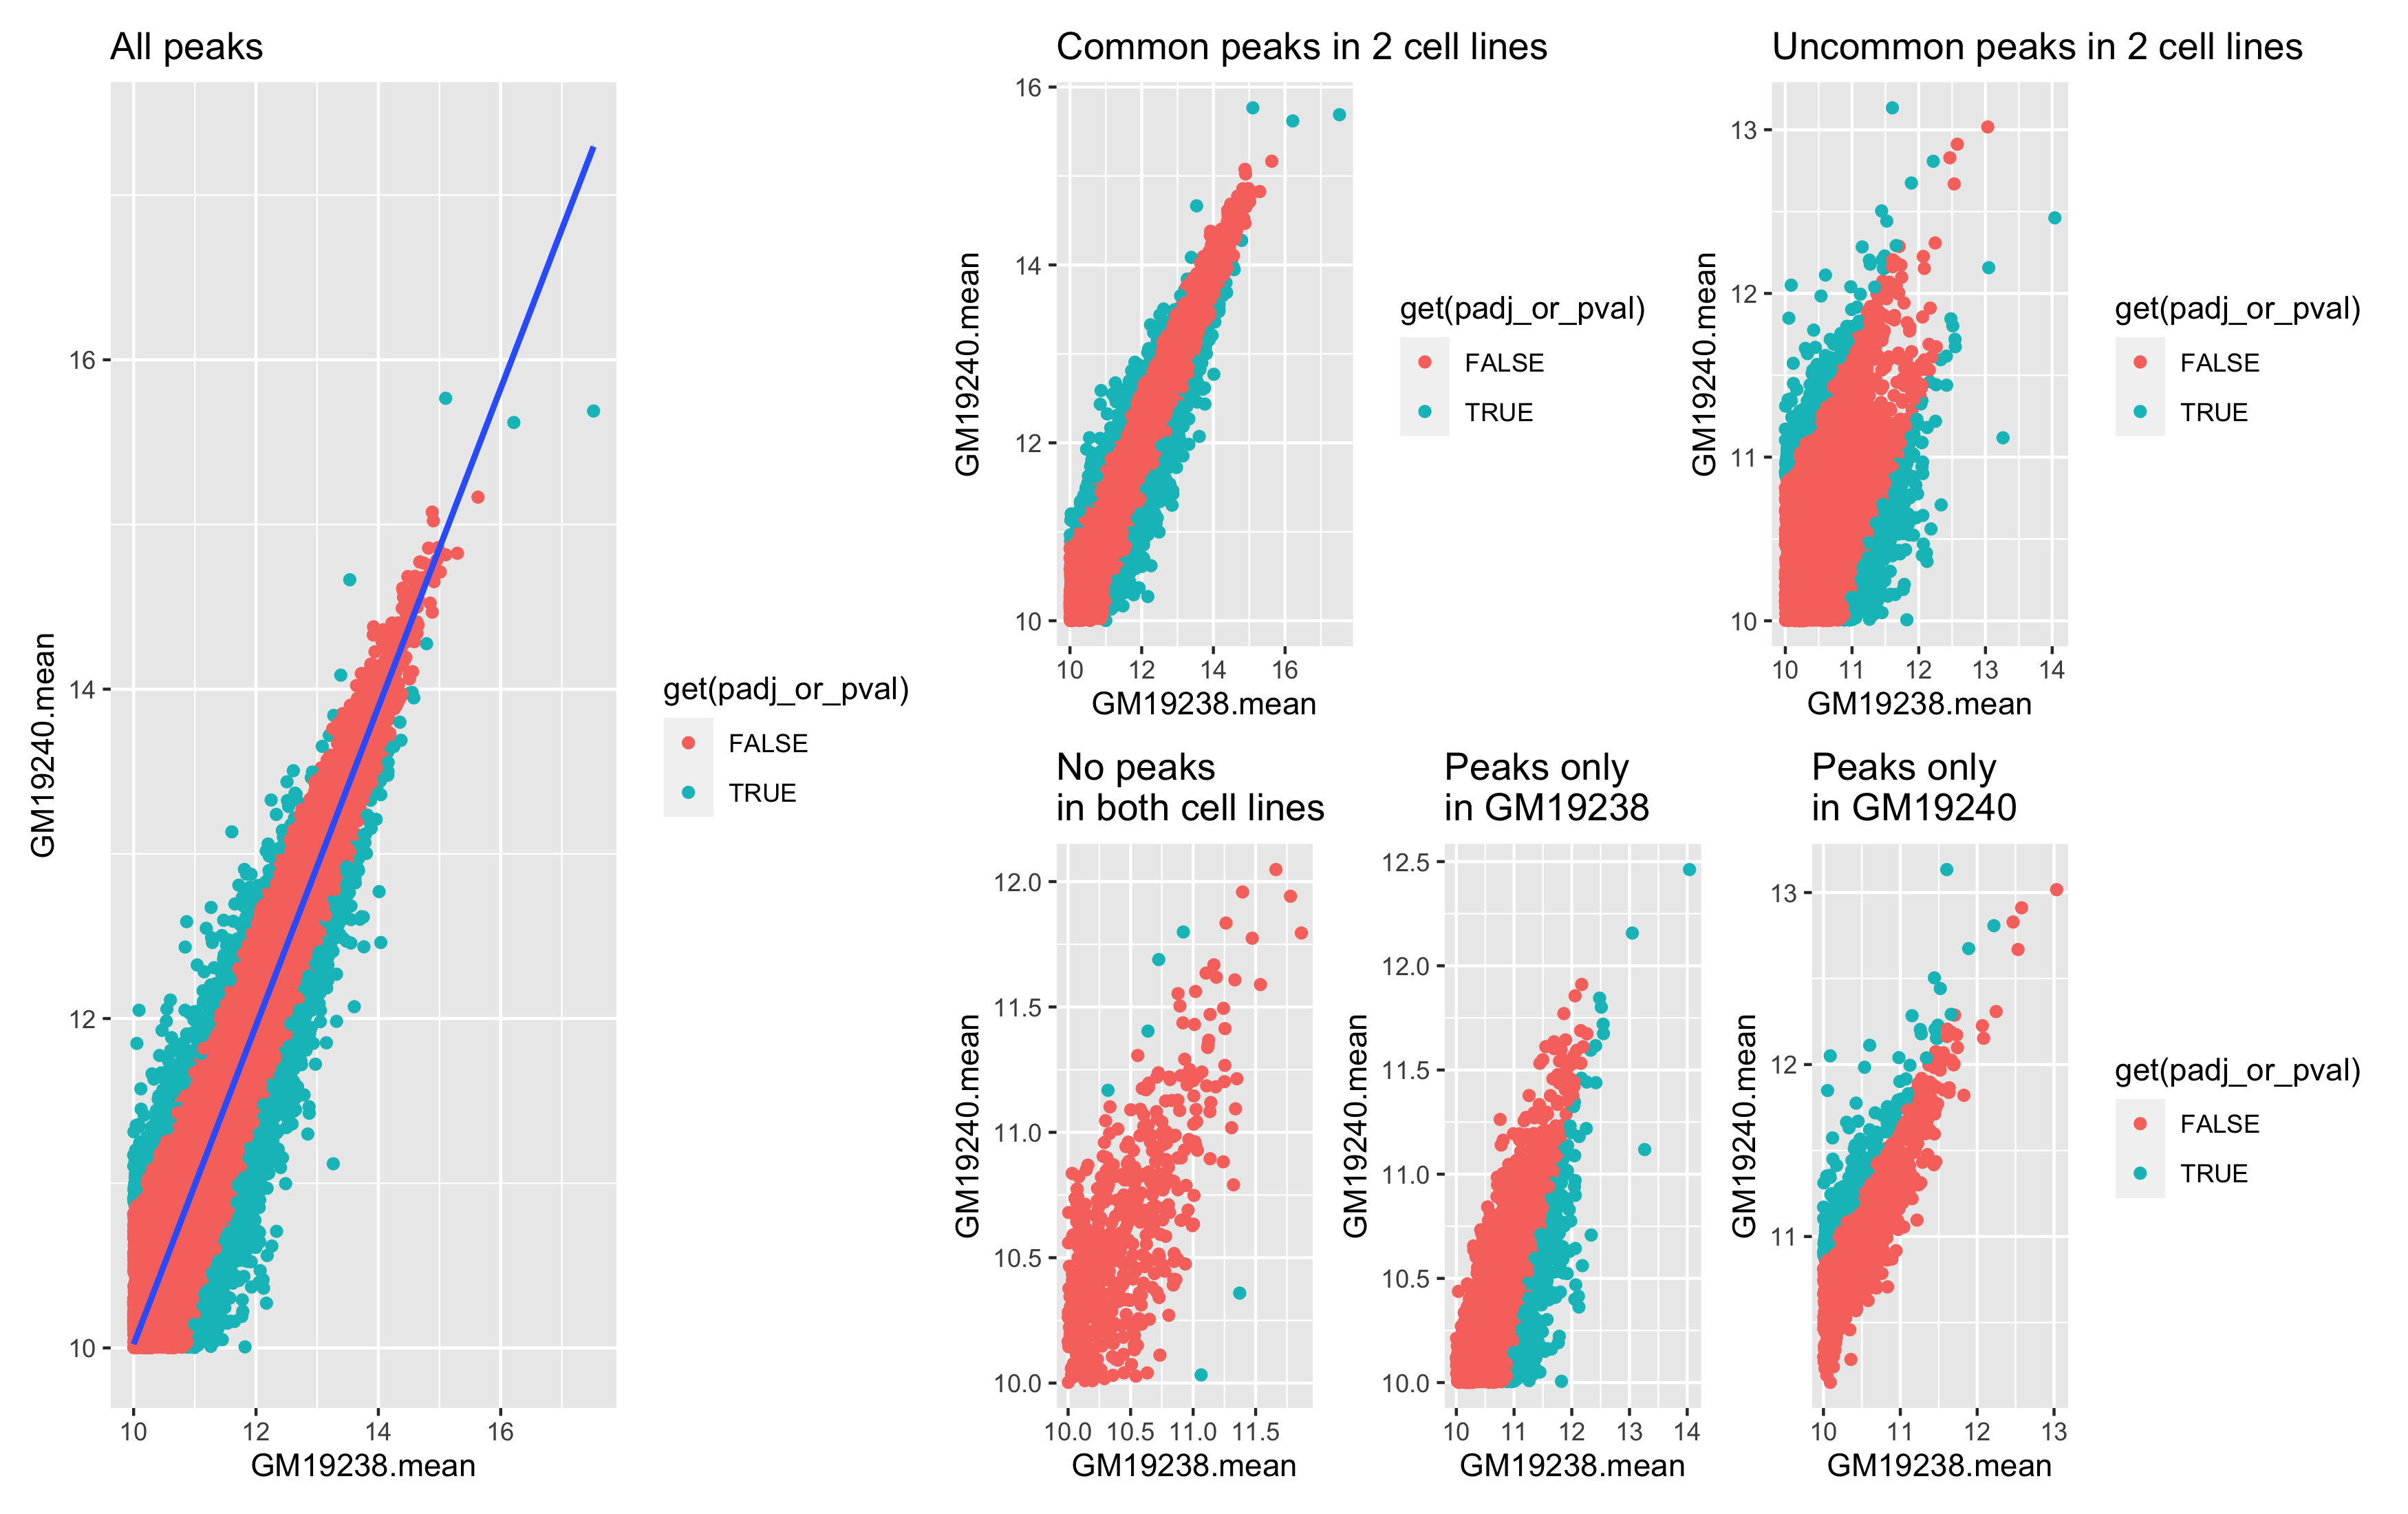 All peaks
GM19240.mean
16
14
12
10
10 12 14 16
GM19238.mean
get(padj_or_pval)
FALSE
TRUE
Common peaks in 2 cell lines
GM19240.mean
16
14
12
10
10 12 14 16
GM19238.mean
get(padj_or_pval)
FALSE
TRUE
Uncommon peaks in 2 cell lines
GM19240.mean
13
12
11
10
10 11 12 13 14
GM19238.mean
get(padj_or_pval)
FALSE
TRUE
No peaks
in both cell lines
GM19240.mean
12.0
11.5
11.0
10.5
10.0
10.0 10.5 11.0 11.5
GM19238.mean
Peaks only
in GM19238
GM19240.mean
12.5
12.0
11.5
11.0
10.5
10.0
10 11 12 13 14
GM19238.mean
Peaks only
in GM19240
GM19240.mean
13
12
11
10 11 12 13
GM19238.mean
get(padj_or_pval)
FALSE
TRUE